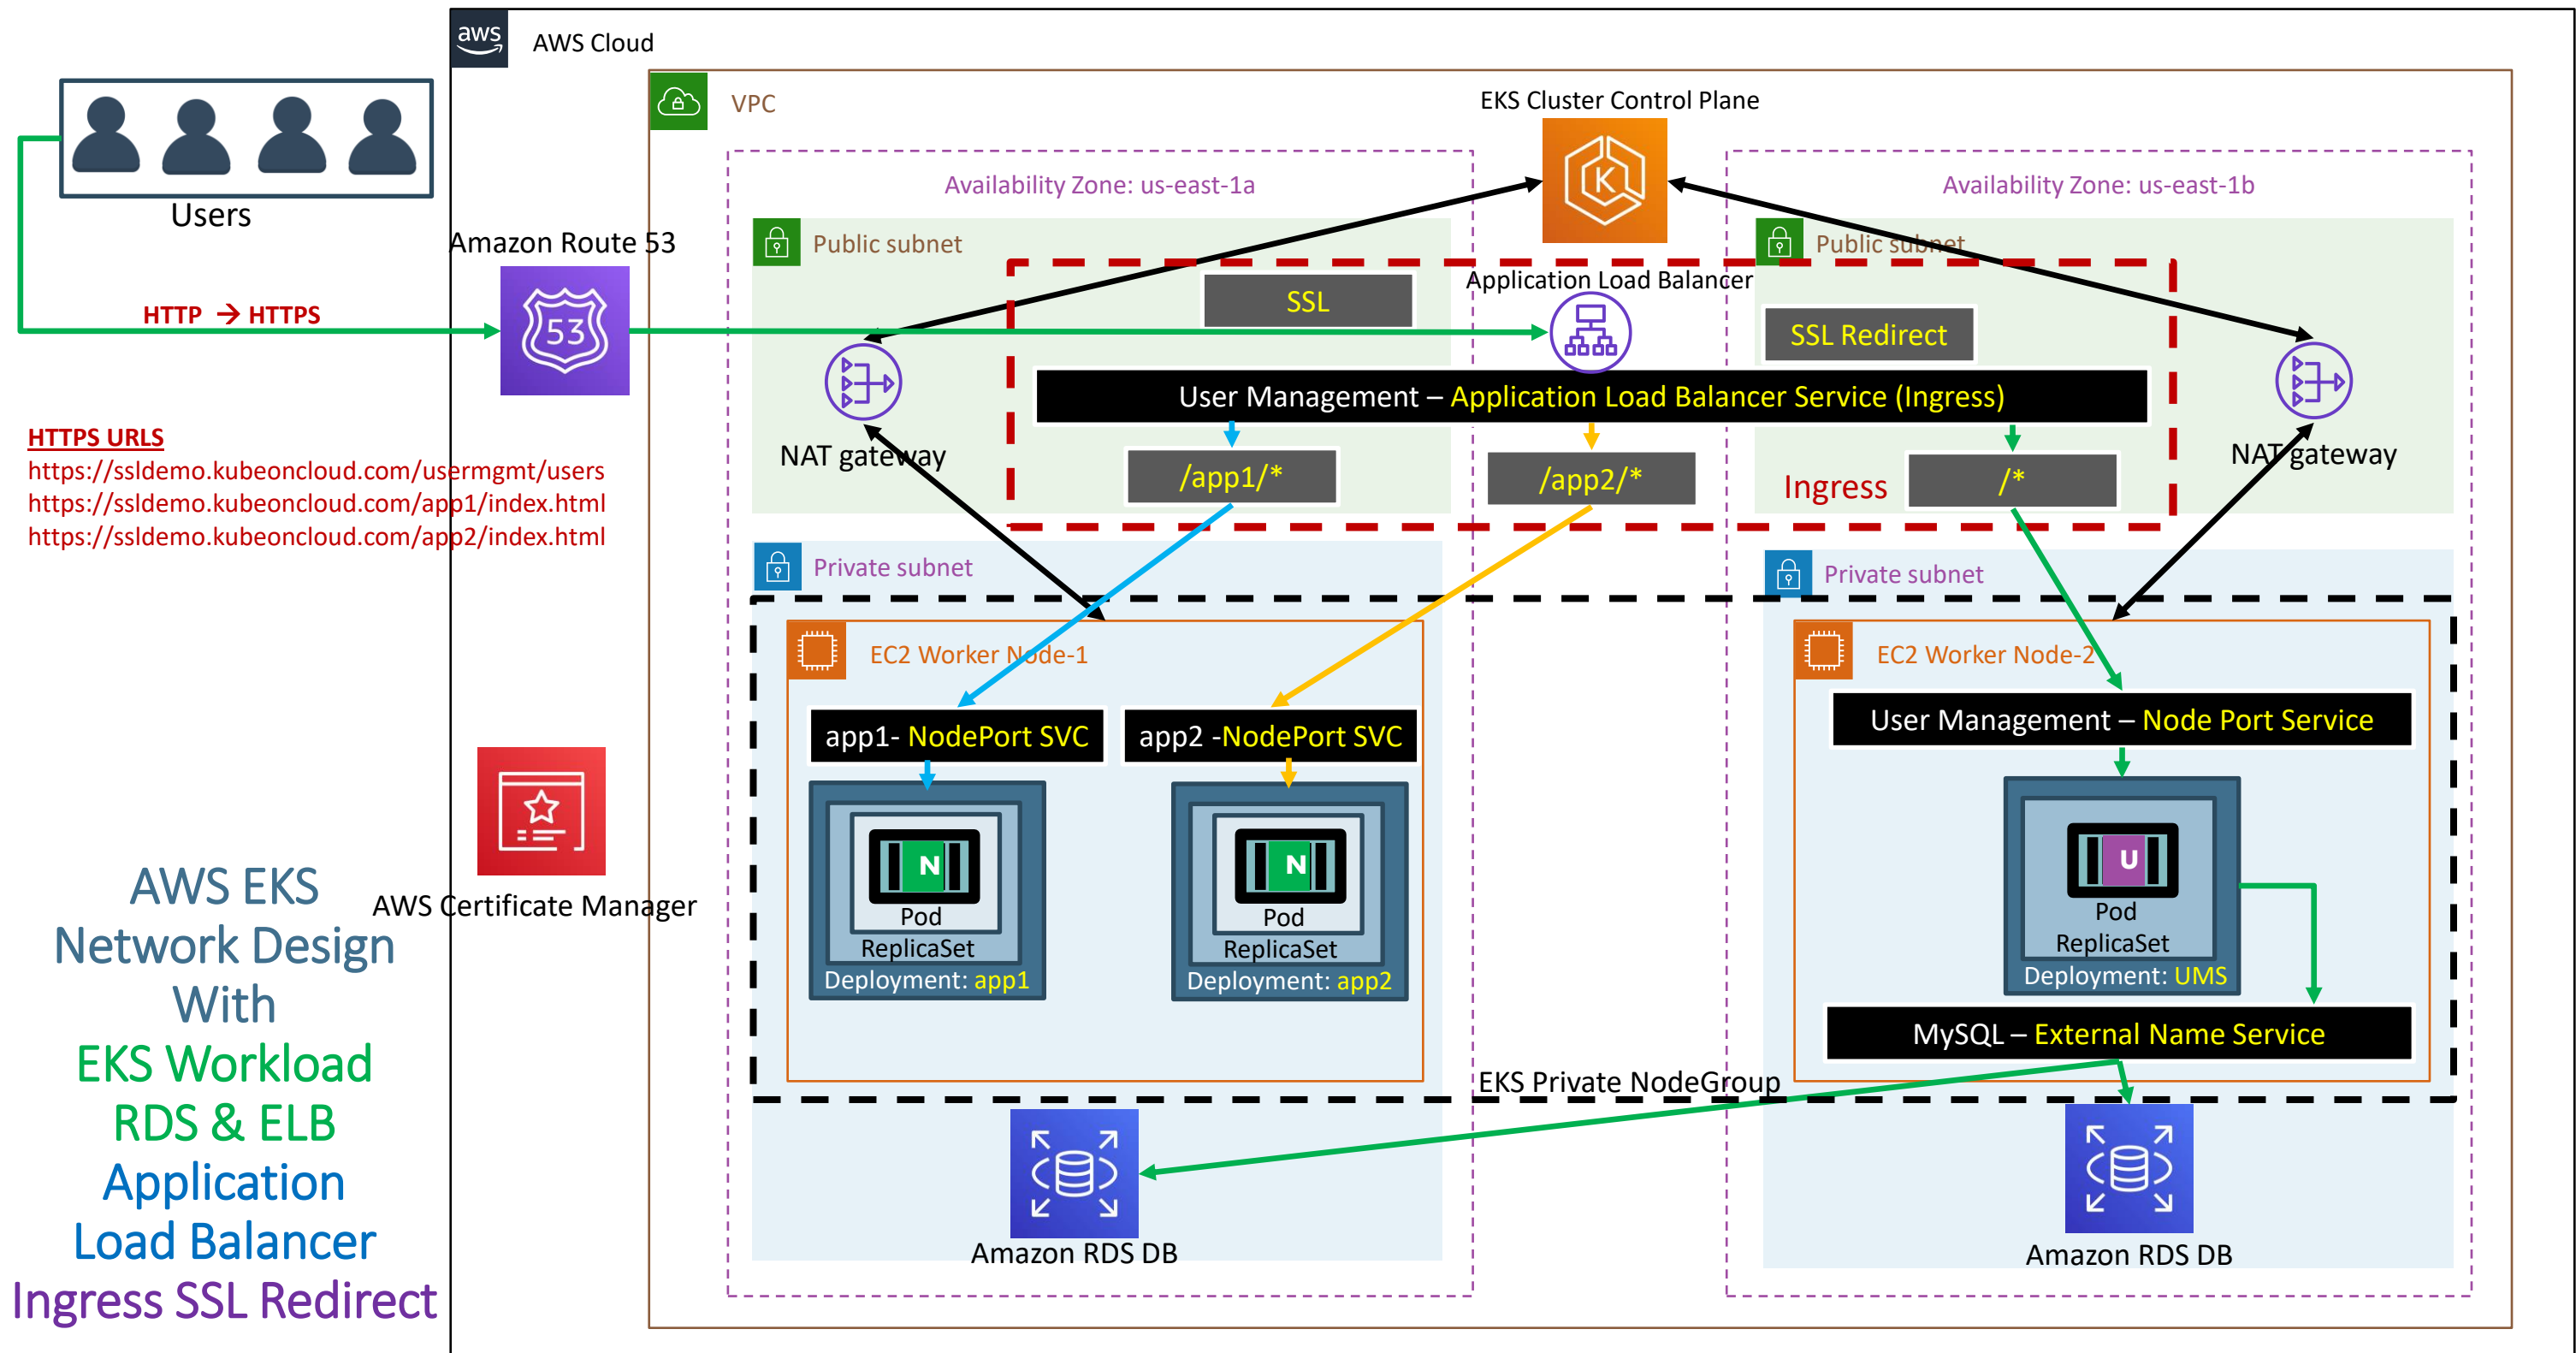 aws
AWS Cloud
VPC
EKS Cluster Control Plane
Availability Zone: us-east-1a
Availability Zone: us-east-1b
K
Users
Amazon Route 53
Public subnet
Public subnet
Application Load Balancer
SSL
SSL Redirect
HTTP → HTTPS
53
User Management – Application Load Balancer Service (Ingress)
HTTPS URLS
https://ssldemo.kubeoncloud.com/usermgmt/users
https://ssldemo.kubeoncloud.com/app1/index.html
https://ssldemo.kubeoncloud.com/app2/index.html
NAT gateway
NAT gateway
/app1/*
/app2/*
Ingress
/*
Private subnet
Private subnet
EC2 Worker Node-1
EC2 Worker Node-2
app1- NodePort SVC
app2 -NodePort SVC
User Management – Node Port Service
N
Pod
ReplicaSet
Deployment: app1
N
Pod
ReplicaSet
Deployment: app2
U
Pod
ReplicaSet
Deployment: UMS
AWS Certificate Manager
MySQL – External Name Service
EKS Private NodeGroup
Amazon RDS DB
Amazon RDS DB
AWS EKS
Network Design
With
EKS Workload
RDS & ELB
Application
Load Balancer
Ingress SSL Redirect